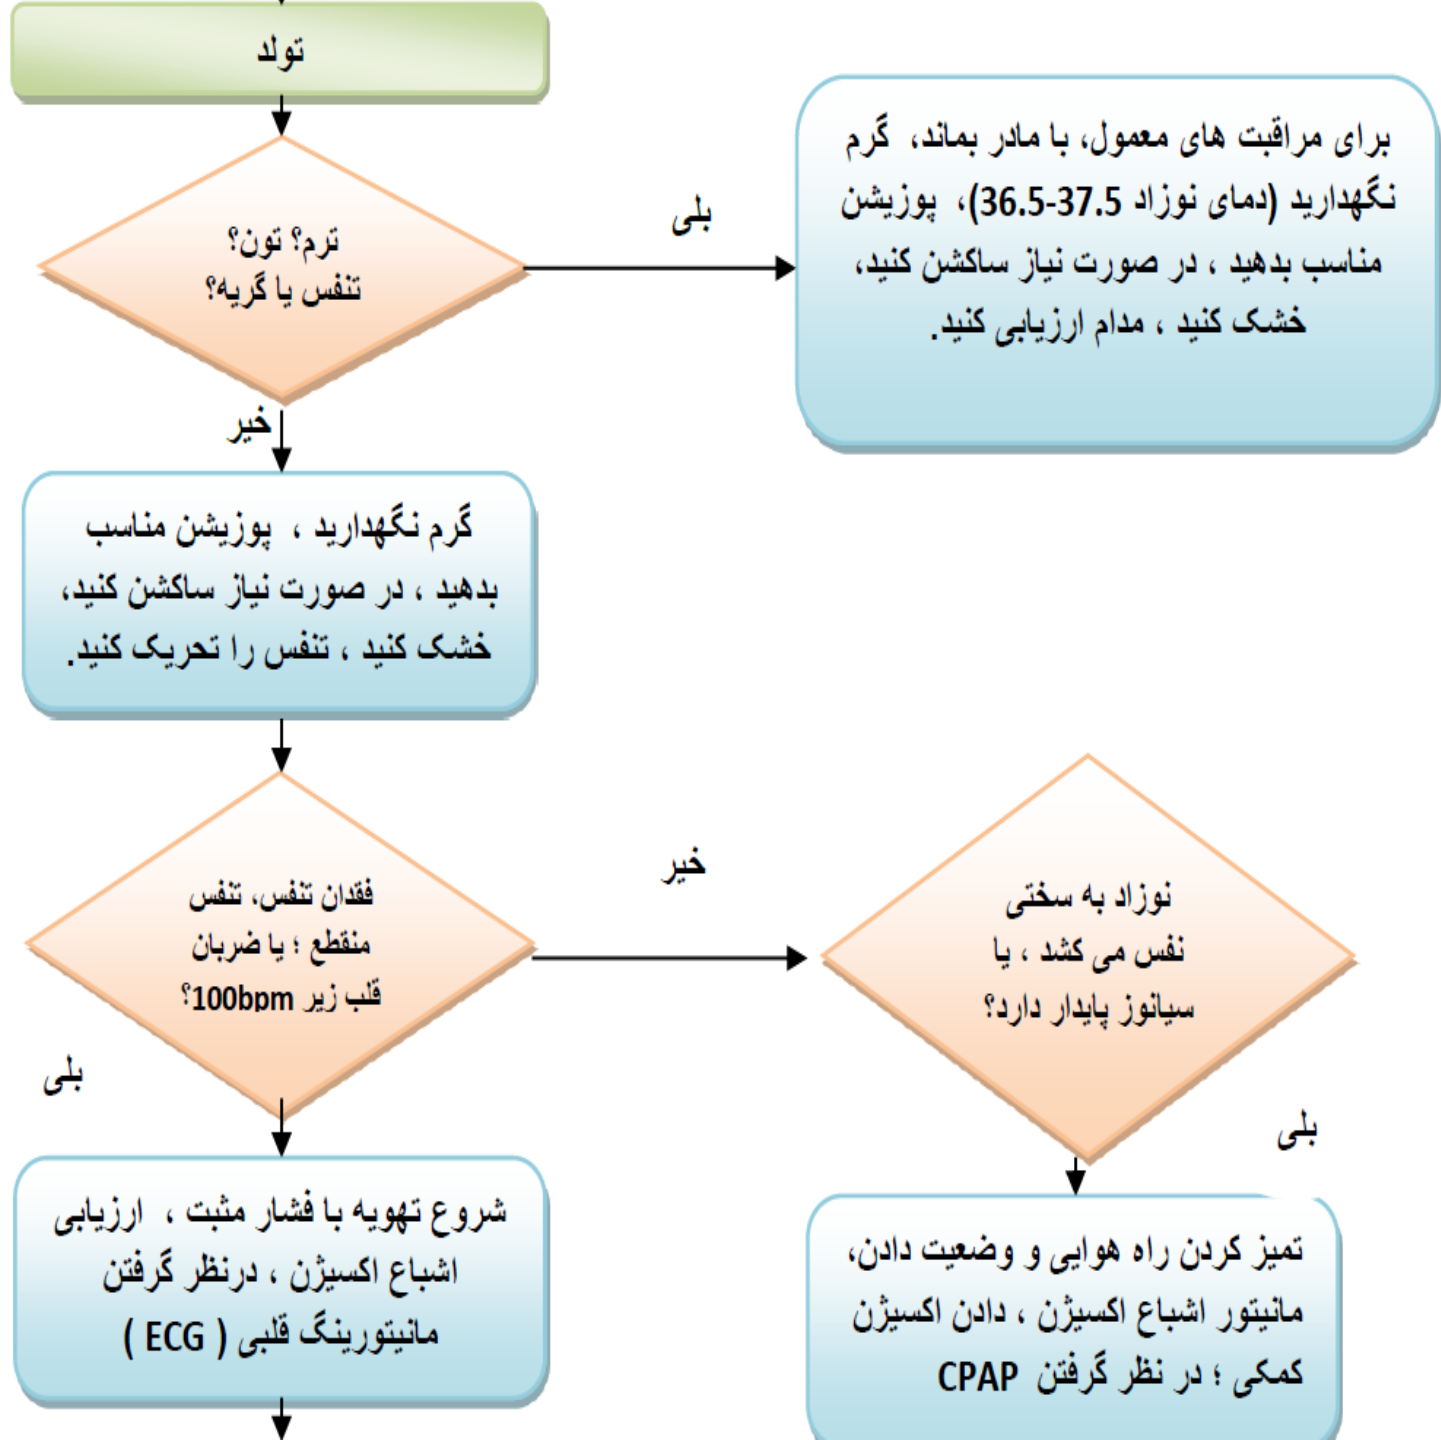 تولد
ترم؟ تون؟
تنفس یا گریه؟
بلی
برای مراقبت های معمول، با مادر بماند، گرم
نگهدارید (دمای نوزاد 36.5-37.5)، پوزیشن
مناسب بدهید ، در صورت نیاز ساکشن کنید،
خشک کنید ، مدام ارزیابی کنید.
خیر
گرم نگهدارید ، پوزیشن مناسب
بدهید ، در صورت نیاز ساکشن کنید،
خشک کنید ، تنفس را تحریک کنید.
فقدان تنفس، تنفس
منقطع ؛ یا ضربان
قلب زیر 100bpm؟
خیر
نوزاد به سختی
نفس می کشد ، یا
سیانوز پایدار دارد؟
بلی
شروع تهویه با فشار مثبت ، ارزیابی
اشباع اکسیژن ، درنظر گرفتن
مانیتورینگ قلبی ( ECG )
بلی
تمیز کردن راه هوایی و وضعیت دادن،
مانیتور اشباع اکسیژن ، دادن اکسیژن
کمکی ؛ در نظر گرفتن CPAP